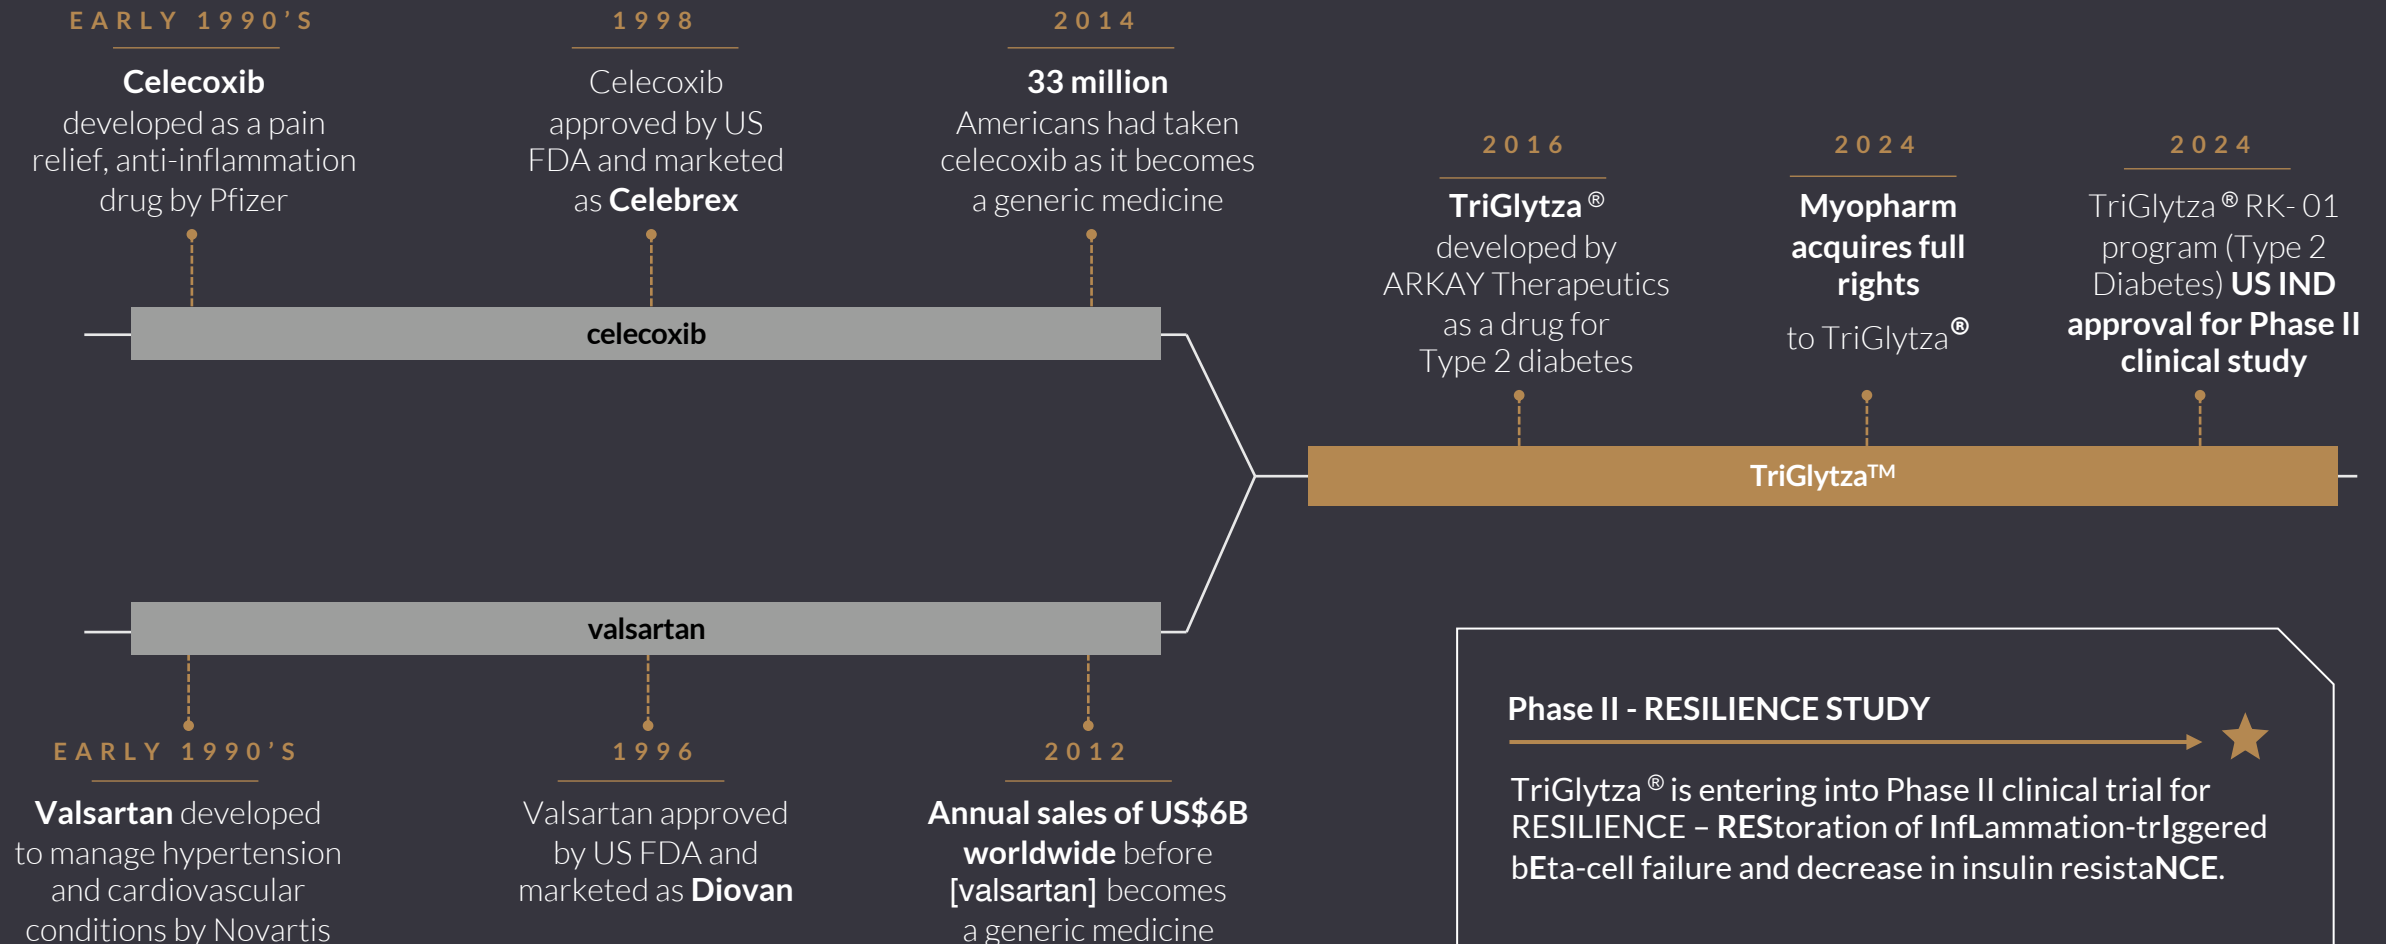 EARLY 1990'S
Celecoxib
developed as a pain
relief, anti-inflammation
drug by Pfizer
1998
Celecoxib
approved by US
FDA and marketed
as Celebrex
2014
33 million
Americans had taken
celecoxib as it becomes
a generic medicine
2016
TriGlytza ®
developed by
ARKAY Therapeutics
as a drug for
Type 2 diabetes
2024
Myopharm
acquires full
rights
to TriGlytza®
2024
TriGlytza ® RK- 01
program (Type 2
Diabetes) US IND
approval for Phase II
clinical study
celecoxib
TriGlytza™
valsartan
EARLY 1990'S
Valsartan developed
to manage hypertension
and cardiovascular
conditions by Novartis
1996
Valsartan approved
by US FDA and
marketed as Diovan
2012
Annual sales of US$6B
worldwide before
[valsartan] becomes
a generic medicine
Phase II - RESILIENCE STUDY
TriGlytza ® is entering into Phase II clinical trial for
RESILIENCE – REStoration of InfLammation-trIggered
bEta-cell failure and decrease in insulin resistaNCE.